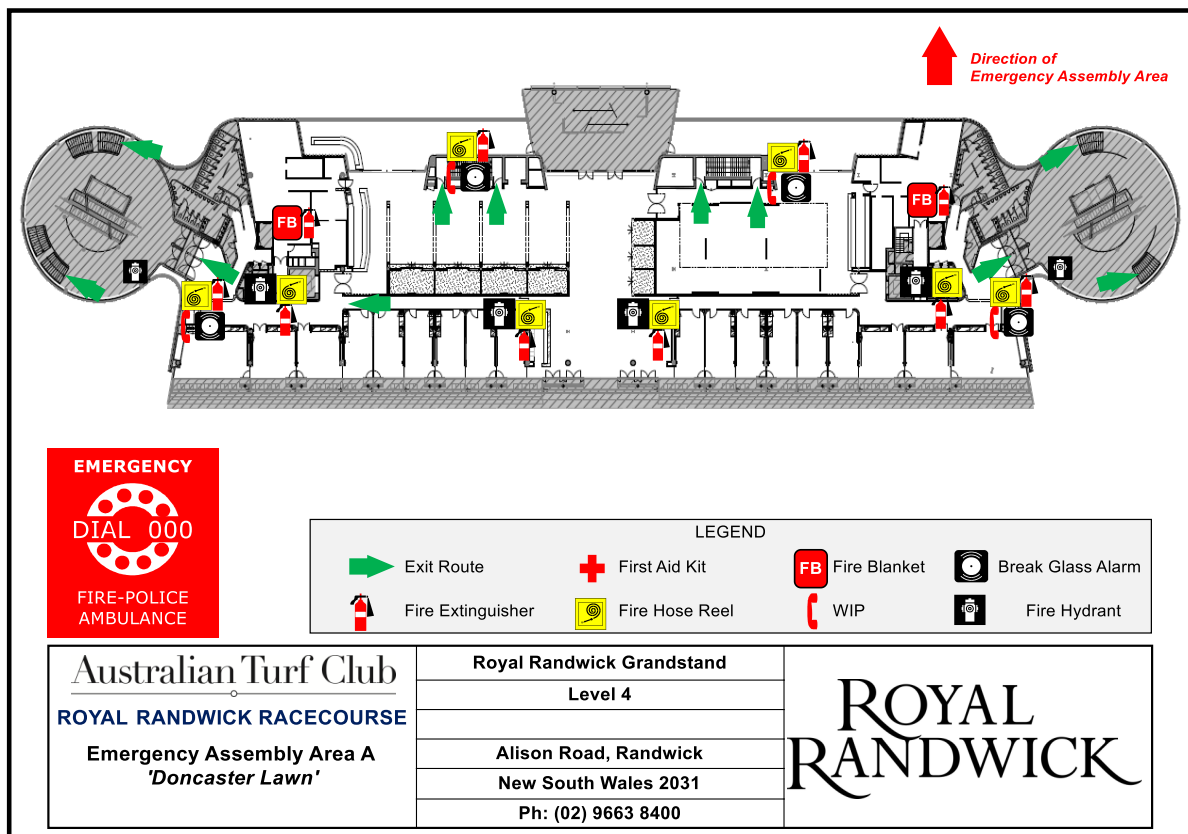 Direction of
Emergency Assembly Area
FB
FB
EMERGENCY
DIAL 000
FIRE-POLICE
AMBULANCE
LEGEND
Exit Route
First Aid Kit
FB
Fire Blanket
Break Glass Alarm
Fire Extinguisher
Fire Hose Reel
WIP
Fire Hydrant
Australian Turf Club
ROYAL RANDWICK RACECOURSE
Emergency Assembly Area A
'Doncaster Lawn'
Royal Randwick Grandstand
Level 4
Alison Road, Randwick
New South Wales 2031
Ph: (02) 9663 8400
ROYAL
RANDWICK